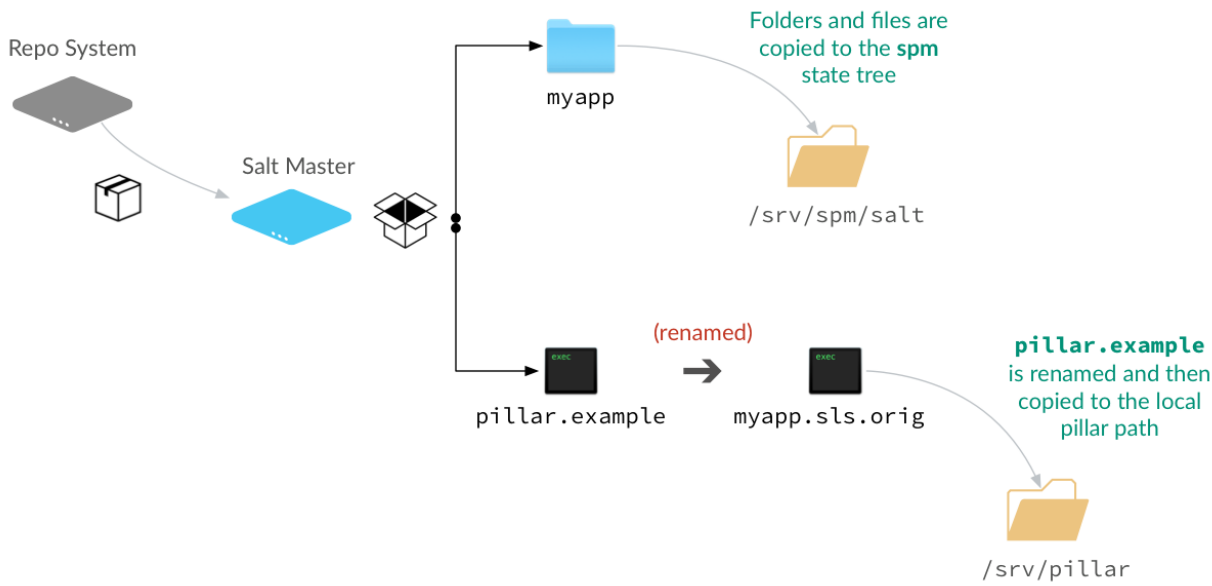 Repo System
Salt Master
myapp
Folders and files are
copied to the spm
state tree
/srv/spm/salt
exec
pillar.example
(renamed)
exec
myapp.sls.orig
pillar.example
is renamed and then
copied to the local
pillar path
/srv/pillar